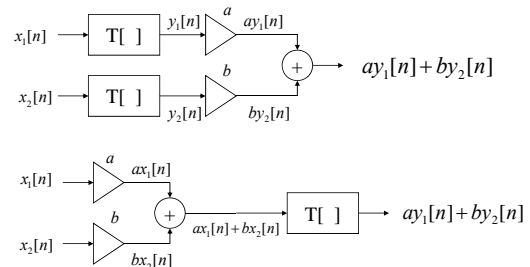 a
x₁[n] T[ ] y₁[n] ay₁[n]
+ ay₁[n] + by₂[n]
b
x₂[n] T[ ] y₂[n] by₂[n]
a
x₁[n] ax₁[n]
+ ax₁[n] + bx₂[n] T[ ] ay₁[n] + by₂[n]
b
x₂[n] bx₂[n]